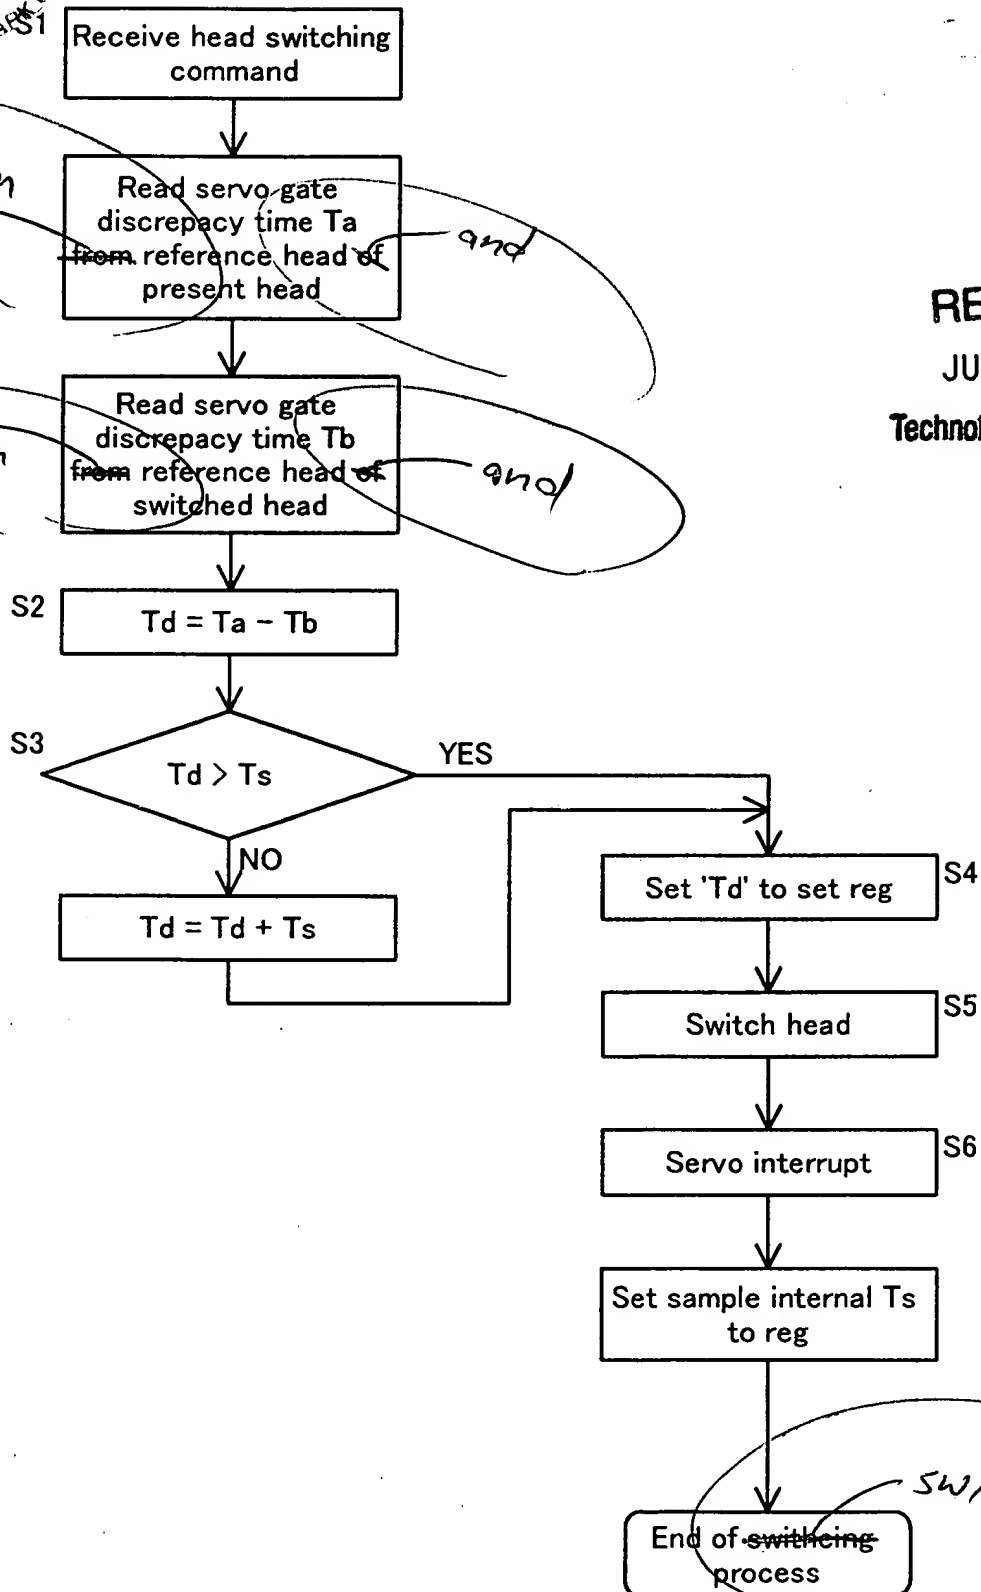 S1
Receive head switching
command
Read servo gate
discrepacy time Ta
from reference head of
present head
and
RE
JU
Technol
Read servo gate
discrepacy time Tb
from reference head of
switched head
and
S2
Td = Ta - Tb
S3
Td > Ts
YES
NO
Td = Td + Ts
Set 'Td' to set reg
S4
Switch head
S5
Servo interrupt
S6
Set sample internal Ts
to reg
SWI
End of swithcing
process